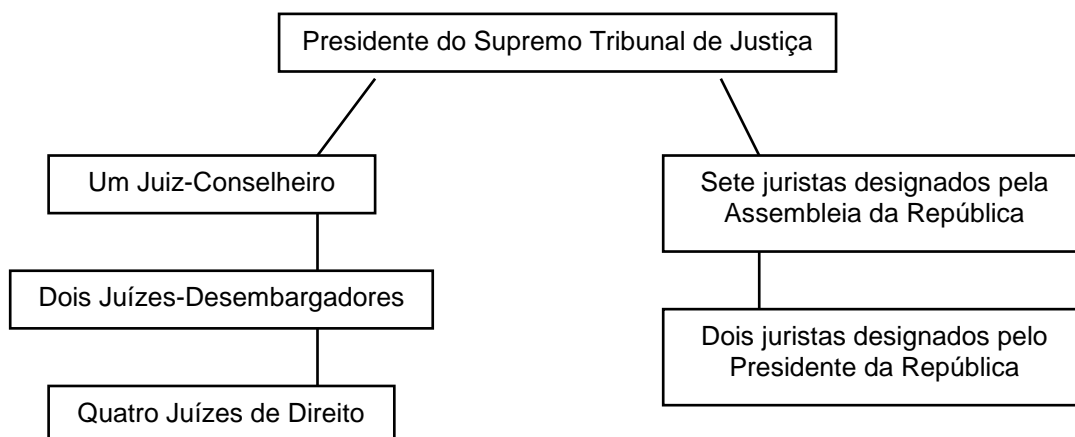 Presidente do Supremo Tribunal de Justiça
Um Juiz-Conselheiro
Dois Juízes-Desembargadores
Quatro Juízes de Direito
Sete juristas designados pela
Assembleia da República
Dois juristas designados pelo
Presidente da República